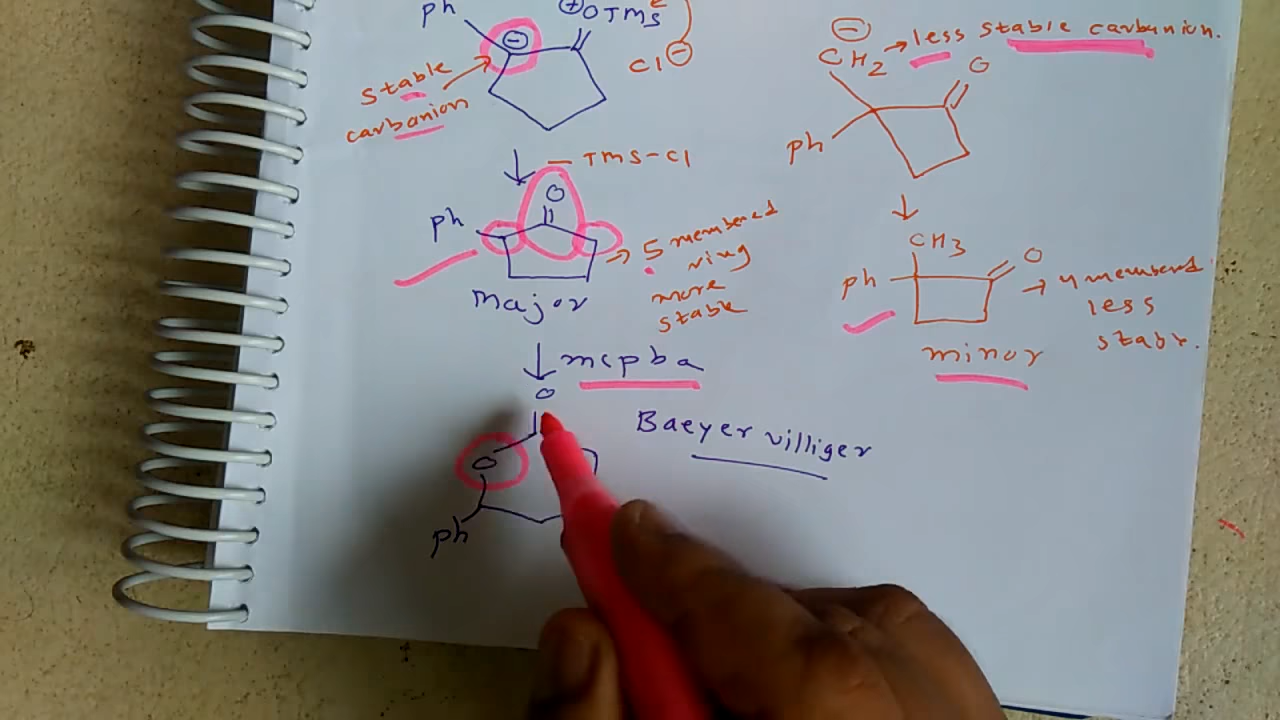 ph
⊕OTMS
⊖
Cl⊖
stable
carbanion
⊖
CH2 → less stable carbanion.
O
ph
- TMS-Cl
O
ph
→ 5 membered
ring
more
stable
Major
CH3
O
ph
→ 4 membered
less
stable.
minor
mcpba
O
Baeyer villiger
O
ph